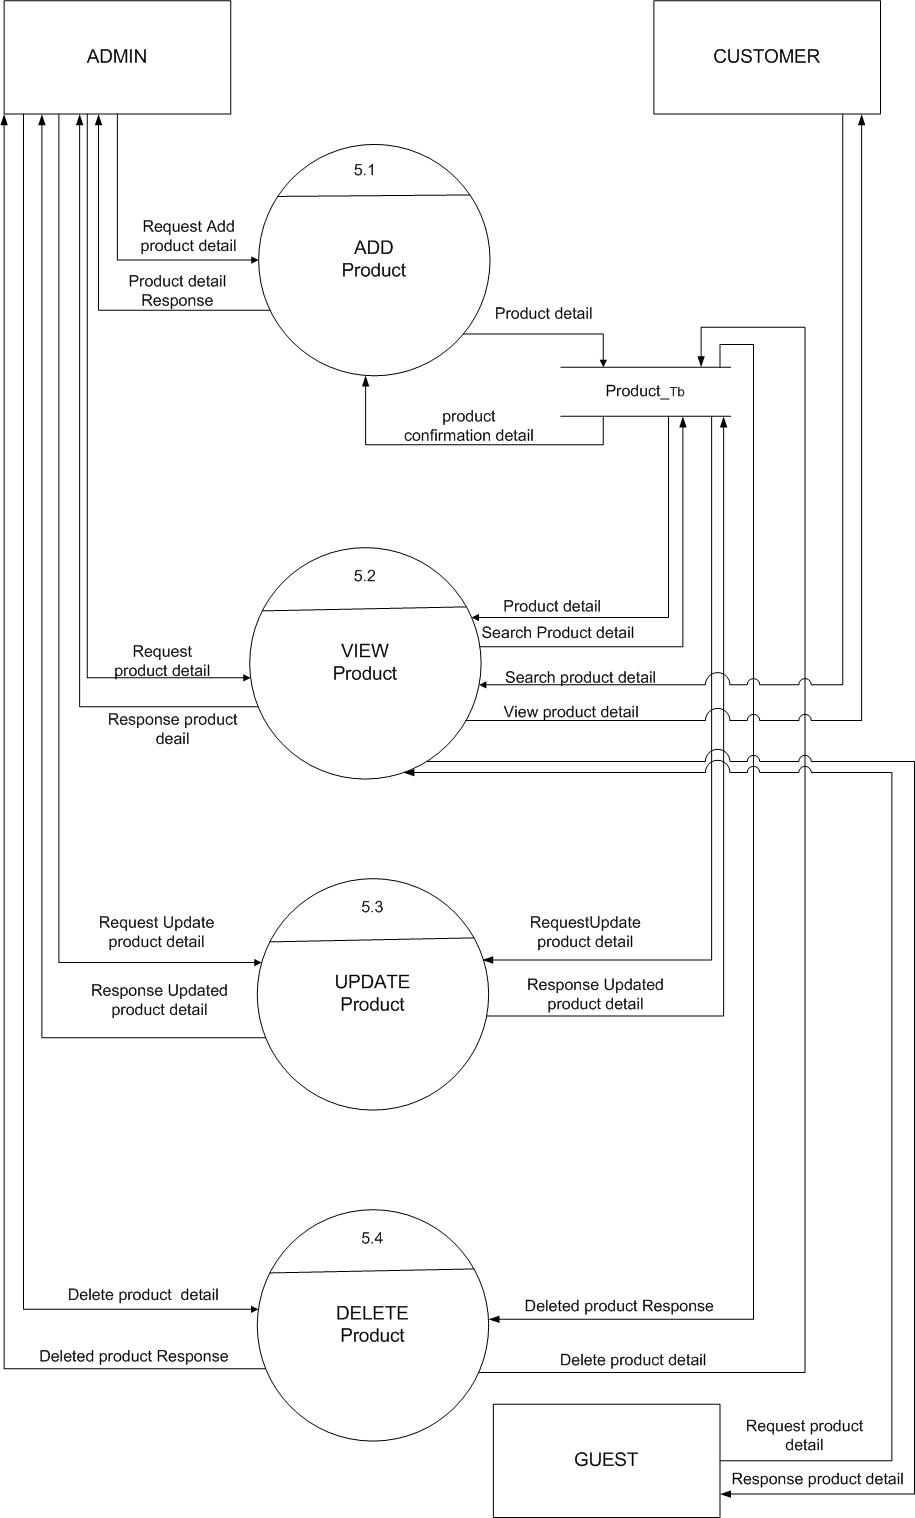 ADMIN
CUSTOMER
5.1
ADD
Product
Request Add
product detail
Product detail
Response
Product detail
Product_Tb
product
confirmation detail
5.2
VIEW
Product
Product detail
Search Product detail
Request
product detail
Search product detail
View product detail
Response product
deail
5.3
UPDATE
Product
Request Update
product detail
RequestUpdate
product detail
Response Updated
product detail
Response Updated
product detail
5.4
DELETE
Product
Delete product detail
Deleted product Response
Deleted product Response
Delete product detail
GUEST
Request product
detail
Response product detail